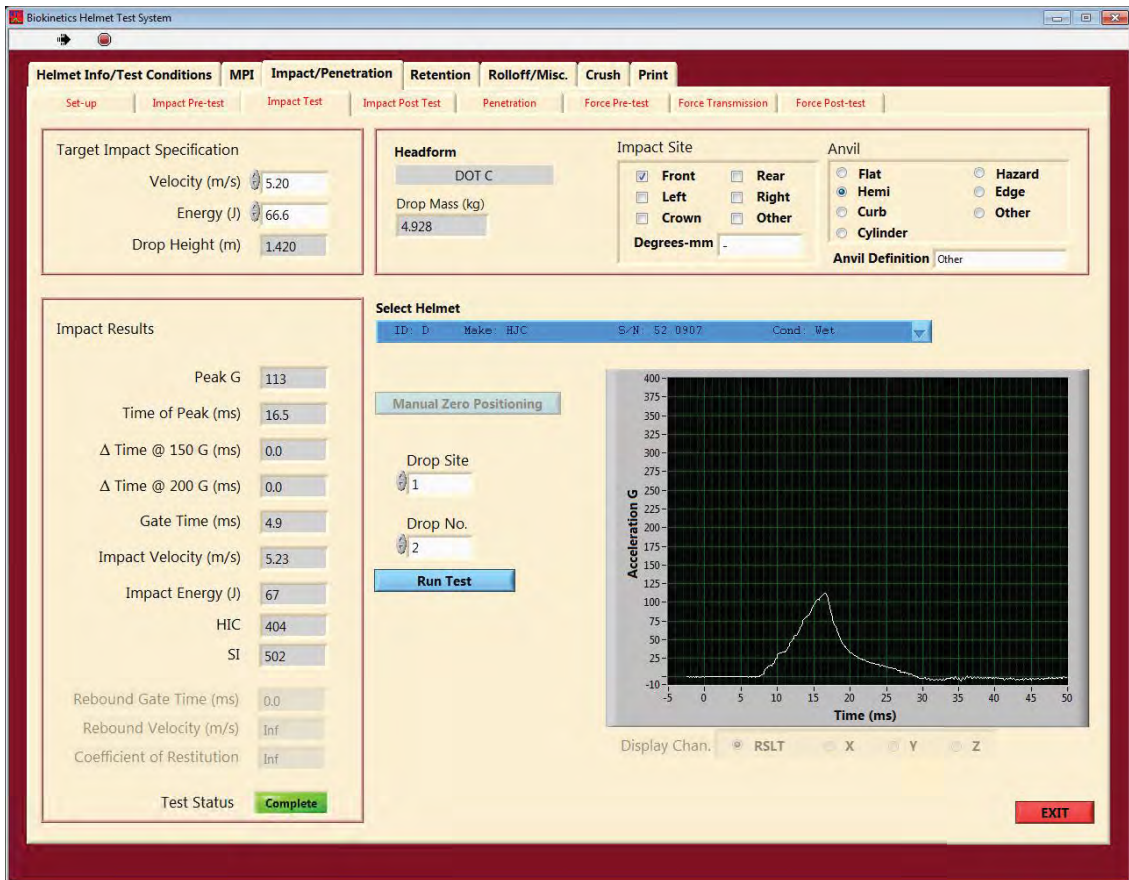 Biokinetics Helmet Test System
Helmet Info/Test Conditions MPI Impact/Penetration Retention Rolloff/Misc. Crush Print
Set-up Impact Pre-test Impact Test Impact Post Test Penetration Force Pre-test Force Transmission Force Post-test
Target Impact Specification
Velocity (m/s) 5.20
Energy (J) 66.6
Drop Height (m) 1.420
Headform
DOT C
Drop Mass (kg)
4.928
Impact Site
Front Rear
Left Right
Crown Other
Degrees-mm -
Anvil
Flat Hazard
Hemi Edge
Curb Other
Cylinder
Anvil Definition Other
Impact Results
Peak G 113
Time of Peak (ms) 16.5
Δ Time @ 150 G (ms) 0.0
Δ Time @ 200 G (ms) 0.0
Gate Time (ms) 4.9
Impact Velocity (m/s) 5.23
Impact Energy (J) 67
HIC 404
SI 502
Rebound Gate Time (ms) 0.0
Rebound Velocity (m/s) Inf
Coefficient of Restitution Inf
Test Status Complete
Select Helmet
ID: D Make: HJC S/N: 52 0907 Cond: Wet
Manual Zero Positioning
Drop Site
1
Drop No.
2
Run Test
Acceleration G
400
375
350
325
300
275
250
225
200
175
150
125
100
75
50
25
-10
-5 0 5 10 15 20 25 30 35 40 45 50
Time (ms)
Display Chan. RSLT X Y Z
EXIT